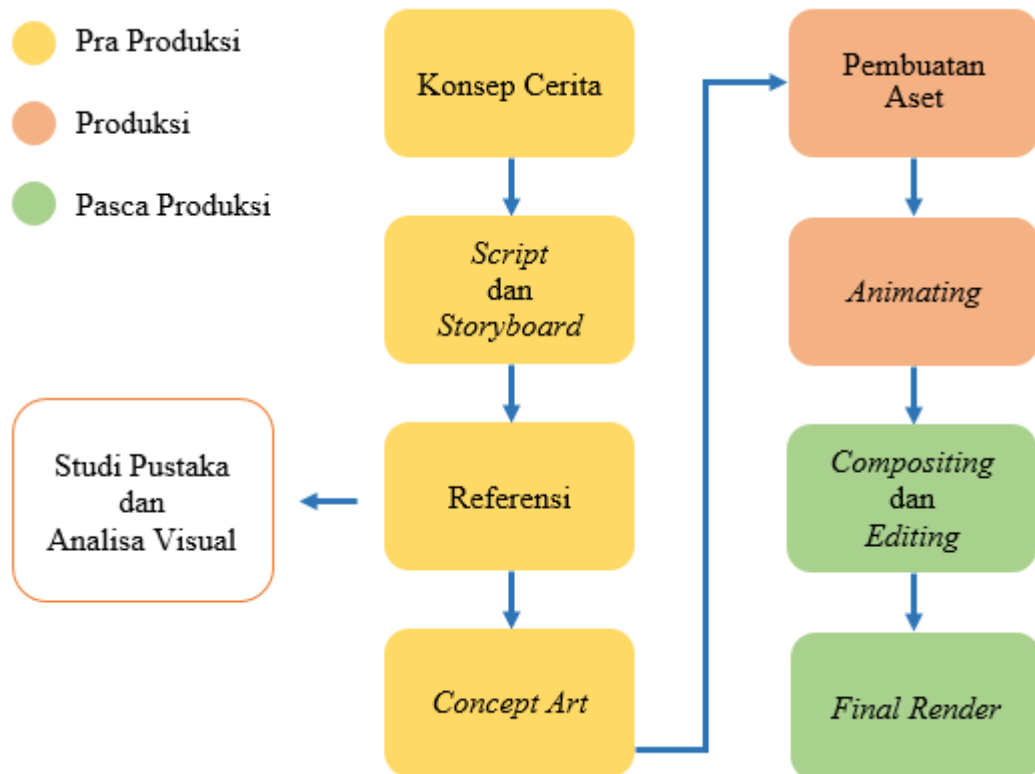 Pra Produksi
Produksi
Pasca Produksi
Konsep Cerita
Script
dan
Storyboard
Referensi
Studi Pustaka
dan
Analisa Visual
Concept Art
Pembuatan
Aset
Animating
Compositing
dan
Editing
Final Render